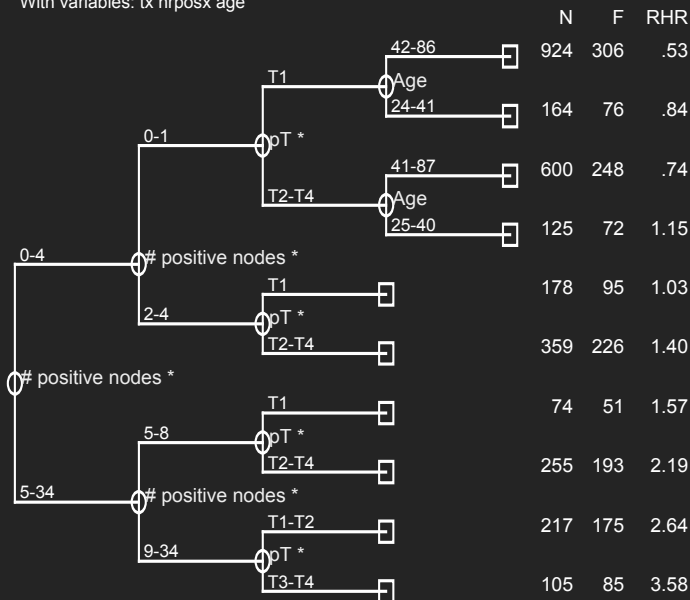 With variables: tx nrposx age
N F RHR
42-86 924 306 .53
T1 Age
24-41 164 76 .84
0-1 pT *
41-87 600 248 .74
T2-T4 Age
25-40 125 72 1.15
0-4 # positive nodes *
T1 178 95 1.03
2-4 pT *
T2-T4 359 226 1.40
# positive nodes *
T1 74 51 1.57
5-8 pT *
T2-T4 255 193 2.19
5-34 # positive nodes *
T1-T2 217 175 2.64
9-34 pT *
T3-T4 105 85 3.58